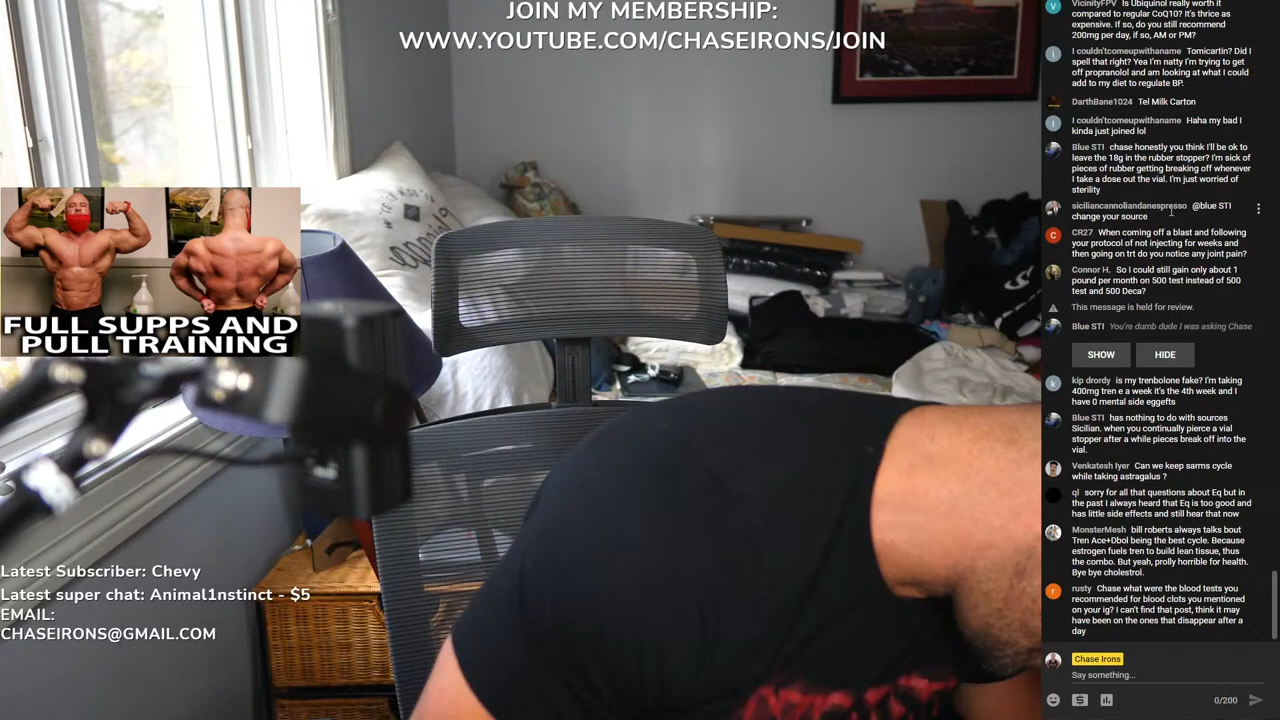 JOIN MY MEMBERSHIP:
WWW.YOUTUBE.COM/CHASEIRONS/JOIN
FULL SUPPS AND
PULL TRAINING
Latest Subscriber: Chevy
Latest super chat: Animal1nstinct - $5
EMAIL:
CHASEIRONS@GMAIL.COM
VicinityFPV Is Ubiquinol really worth it
compared to regular CoQ10? It's thrice as
expensive. If so, do you still recommend
200mg per day, if so, AM or PM?
I couldn'tcomeupwithaname Tomicartin? Did I
spell that right? Yea I'm natty I'm trying to get
off propranolol and am looking at what I could
add to my diet to regulate BP.
DarthBane1024 Tel Milk Carton
I couldn'tcomeupwithaname Haha my bad I
kinda just joined lol
Blue STI chase honestly you think I'll be ok to
leave the 18g in the rubber stopper? I'm sick of
pieces of rubber getting breaking off whenever
I take a dose out the vial. I'm just worried of
sterility
siciliancannoliandanespresso @blue STI
change your source
CR27 When coming off a blast and following
your protocol of not injecting for weeks and
then going on trt do you notice any joint pain?
Connor H. So I could still gain only about 1
pound per month on 500 test instead of 500
test and 500 Deca?
This message is held for review.
Blue STI You're dumb dude I was asking Chase
SHOW HIDE
kip drordy is my trenbolone fake? I'm taking
400mg tren e a week it's the 4th week and I
have 0 mental side eggefts
Blue STI has nothing to do with sources
Sicilian. when you continually pierce a vial
stopper after a while pieces break off into the
vial.
Venkatesh Iyer Can we keep sarms cycle
while taking astragalus ?
ql sorry for all that questions about Eq but in
the past I always heard that Eq is too good and
has little side effects and still hear that now
MonsterMesh bill roberts always talks bout
Tren Ace+Dbol being the best cycle. Because
estrogen fuels tren to build lean tissue, thus
the combo. But yeah, prolly horrible for health.
Bye bye cholestrol.
rusty Chase what were the blood tests you
recommended for blood clots you mentioned
on your ig? I can't find that post, think it may
have been on the ones that disappear after a
day
Chase Irons
Say something...
0/200